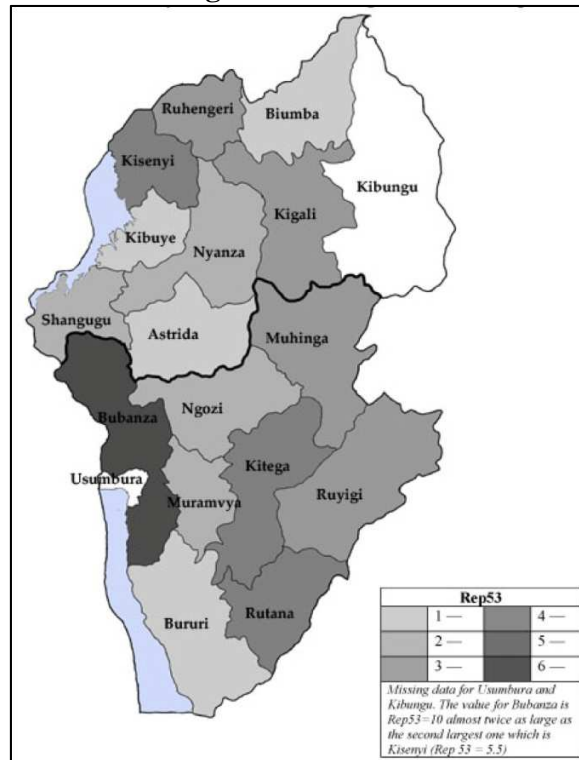 Ruhengeri
Biumba
Kisenyi
Kibungu
Kigali
Kibuye
Nyanza
Shangugu
Astrida
Muhinga
Ngozi
Bubanza
Kitega
Usumbura
Ruyigi
Muramvya
Rutana
Bururi
Rep53
1 — 4 —
2 — 5 —
3 — 6 —
Missing data for Usumbura and
Kibungu. The value for Bubanza is
Rep53=10 almost twice as large as
the second largest one which is
Kisenyi (Rep 53 = 5.5)